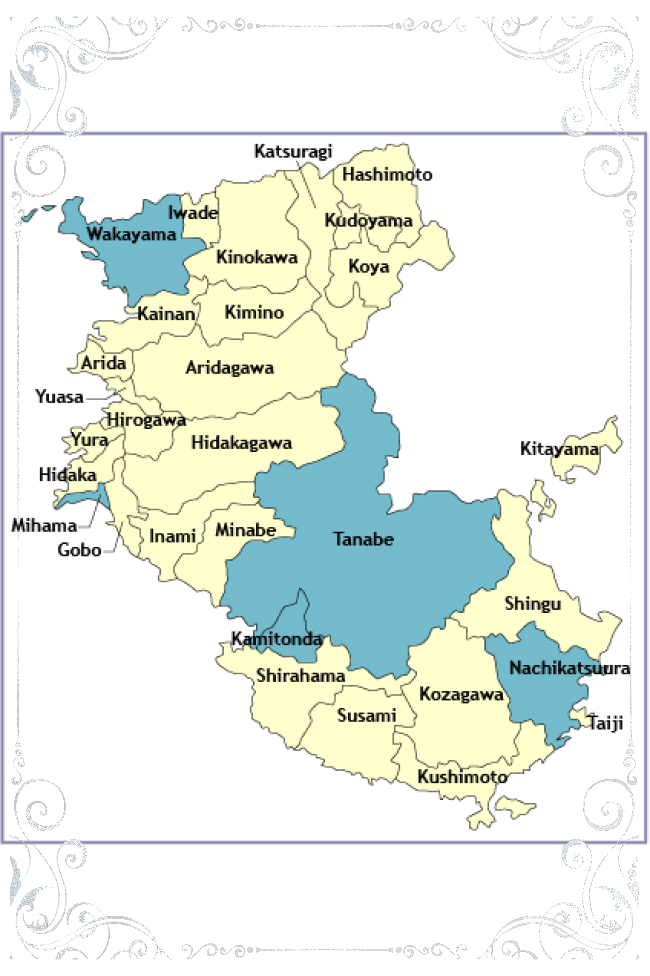 Katsuragi
Hashimoto
Iwade
Kudoyama
Wakayama
Kinokawa
Koya
Kainan
Kimino
Arida
Aridagawa
Yuasa
Hirogawa
Yura
Hidakagawa
Kitayama
Hidaka
Mihama
Minabe
Inami
Tanabe
Gobo
Shingu
Kamitonda
Nachikatsuura
Shirahama
Kozagawa
Susami
Taiji
Kushimoto